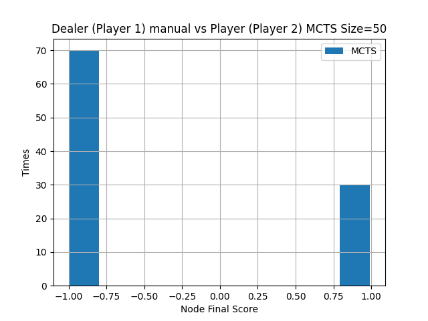 Dealer (Player 1) manual vs Player (Player 2) MCTS Size=50
MCTS
70
60
50
40
30
20
10
0
Times
−1.00 −0.75 −0.50 −0.25 0.00 0.25 0.50 0.75 1.00
Node Final Score